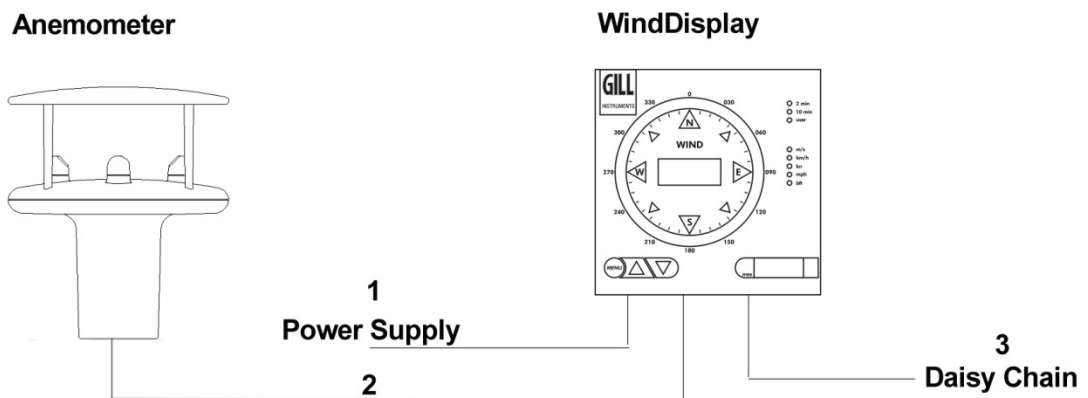 Anemometer
WindDisplay
GILL
INSTRUMENTS
0
330
030
300
060
270
090
240
120
210
150
180
N
W
E
S
WIND
2 min
10 min
user
m/s
km/h
kn
mph
bft
MENU
max
1
Power Supply
2
3
Daisy Chain